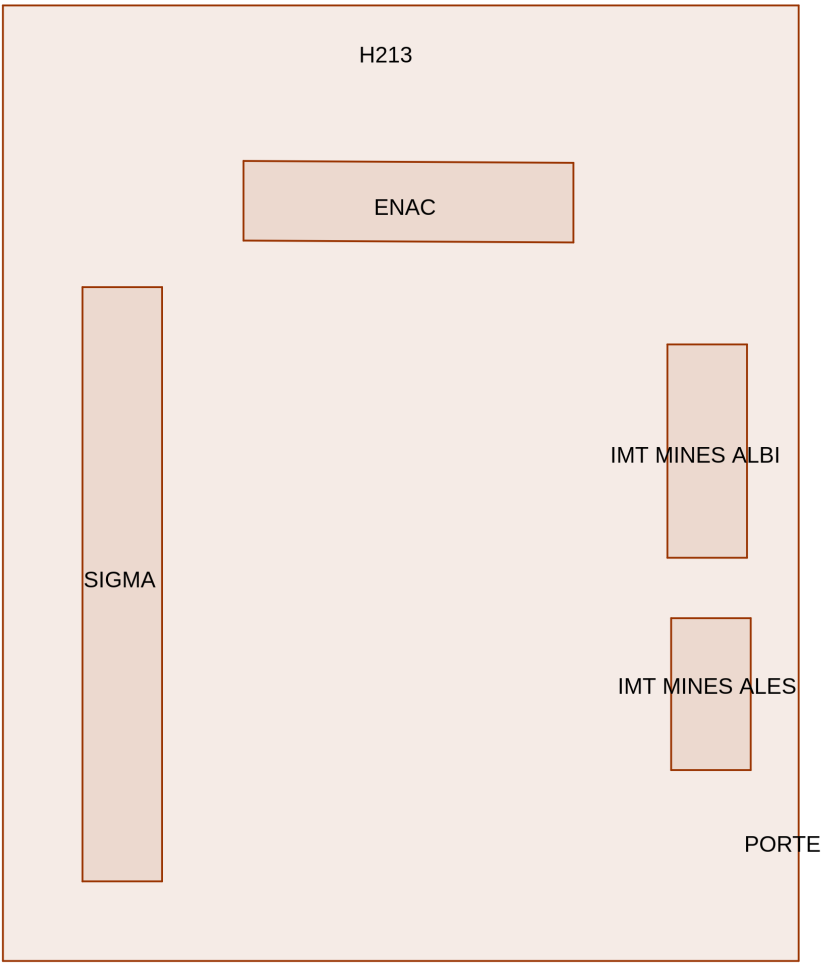 H213
ENAC
IMT MINES ALBI
SIGMA
IMT MINES ALES
PORTE